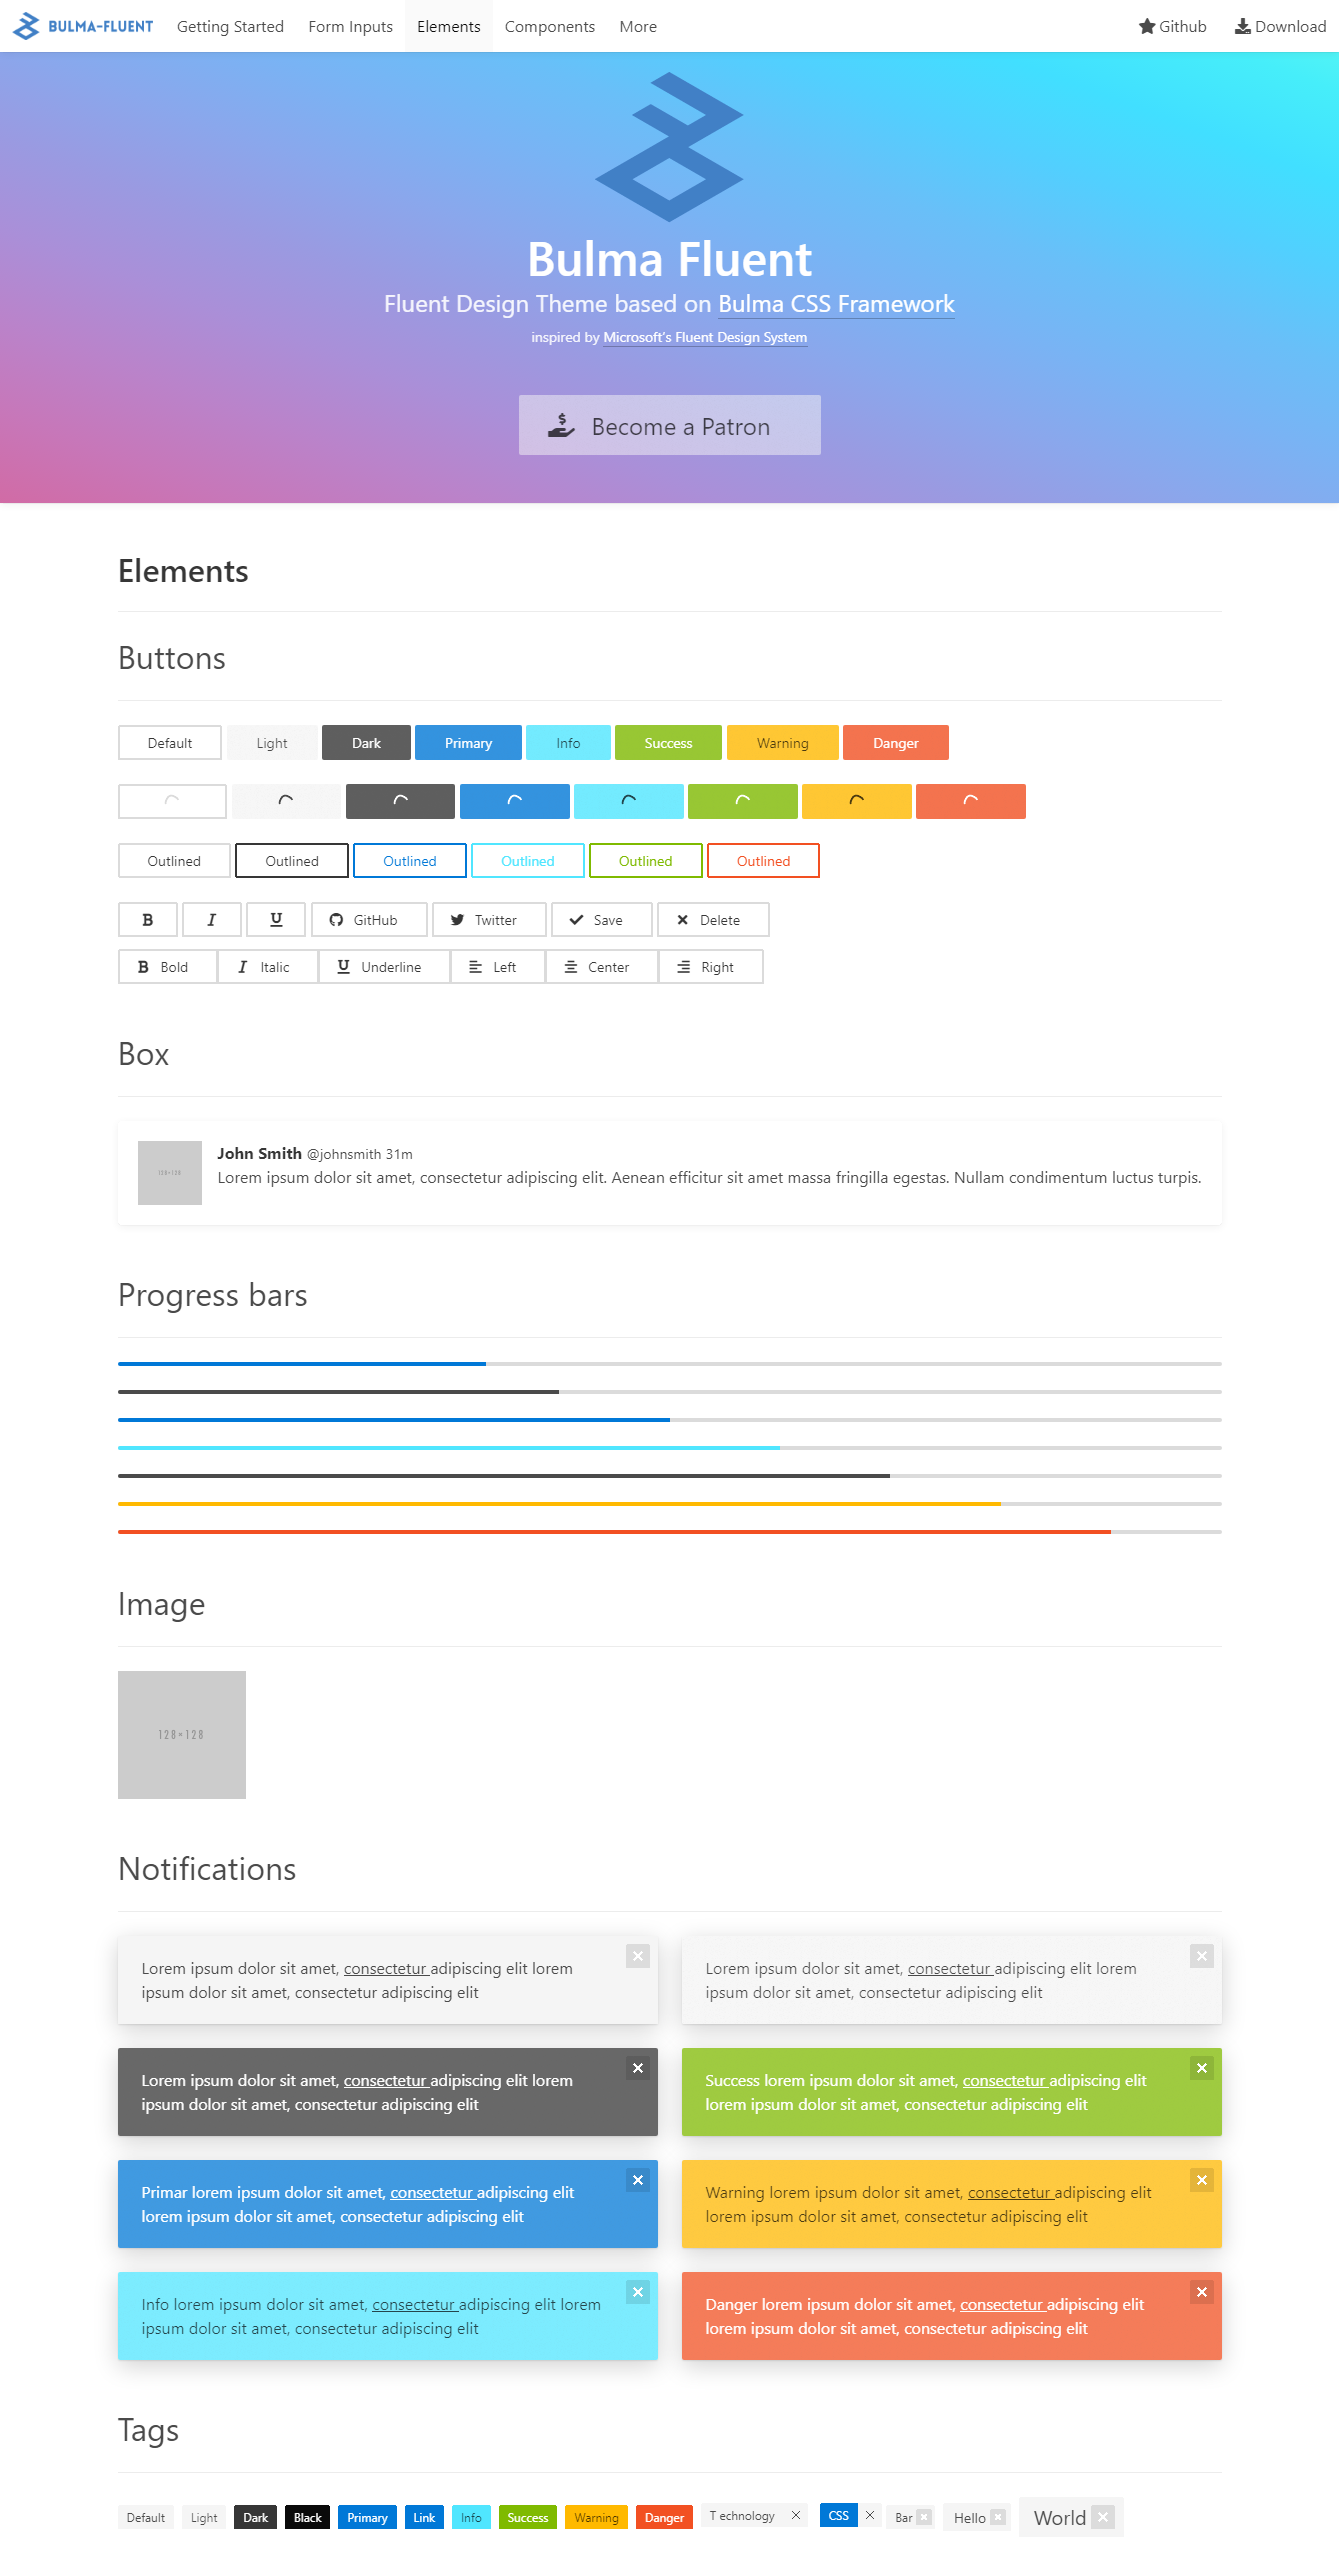 BULMA-FLUENT Getting Started Form Inputs Elements Components More Github Download
Bulma Fluent
Fluent Design Theme based on Bulma CSS Framework
inspired by Microsoft's Fluent Design System
Become a Patron
Elements
Buttons
Default Light Dark Primary Info Success Warning Danger
Outlined Outlined Outlined Outlined Outlined Outlined
B I U GitHub Twitter Save Delete
B Bold I Italic U Underline Left Center Right
Box
128×128
John Smith @johnsmith 31m
Lorem ipsum dolor sit amet, consectetur adipiscing elit. Aenean efficitur sit amet massa fringilla egestas. Nullam condimentum luctus turpis.
Progress bars
Image
128×128
Notifications
Lorem ipsum dolor sit amet, consectetur adipiscing elit lorem
ipsum dolor sit amet, consectetur adipiscing elit
Lorem ipsum dolor sit amet, consectetur adipiscing elit lorem
ipsum dolor sit amet, consectetur adipiscing elit
Lorem ipsum dolor sit amet, consectetur adipiscing elit lorem
ipsum dolor sit amet, consectetur adipiscing elit
Success lorem ipsum dolor sit amet, consectetur adipiscing elit
lorem ipsum dolor sit amet, consectetur adipiscing elit
Primar lorem ipsum dolor sit amet, consectetur adipiscing elit
lorem ipsum dolor sit amet, consectetur adipiscing elit
Warning lorem ipsum dolor sit amet, consectetur adipiscing elit
lorem ipsum dolor sit amet, consectetur adipiscing elit
Info lorem ipsum dolor sit amet, consectetur adipiscing elit lorem
ipsum dolor sit amet, consectetur adipiscing elit
Danger lorem ipsum dolor sit amet, consectetur adipiscing elit
lorem ipsum dolor sit amet, consectetur adipiscing elit
Tags
Default Light Dark Black Primary Link Info Success Warning Danger T echnology CSS Bar Hello World